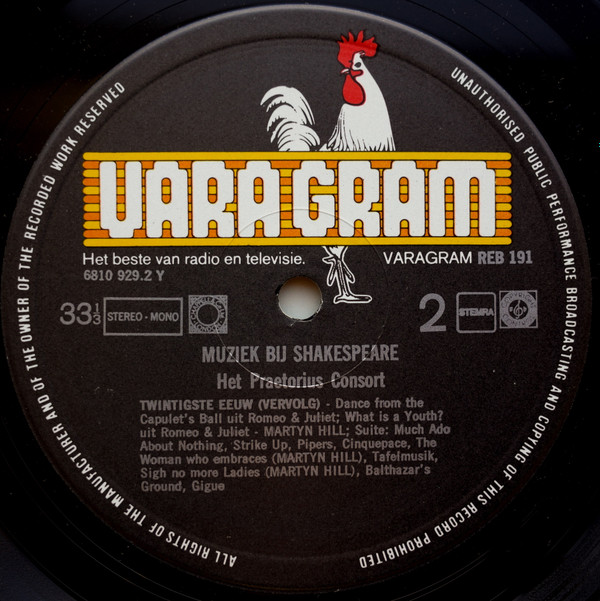 VARAGRAM
Het beste van radio en televisie.
VARAGRAM REB 191
6810 929.2 Y
33⅓
STEREO - MONO
2
STEMRA
MUZIEK BIJ SHAKESPEARE
Het Praetorius Consort
TWINTIGSTE EEUW (VERVOLG) - Dance from the
Capulet's Ball uit Romeo & Juliet; What is a Youth?
uit Romeo & Juliet - MARTYN HILL; Suite: Much Ado
About Nothing, Strike Up, Pipers, Cinquepace, The
Woman who embraces (MARTYN HILL), Tafelmusik,
Sigh no more Ladies (MARTYN HILL), Balthazar's
Ground, Gigue
ALL RIGHTS OF THE MANUFACTURER AND OF THE OWNER OF THE RECORDED WORK RESERVED
UNAUTHORISED PUBLIC PERFORMANCE BROADCASTING AND COPYING OF THIS RECORD PROHIBITED